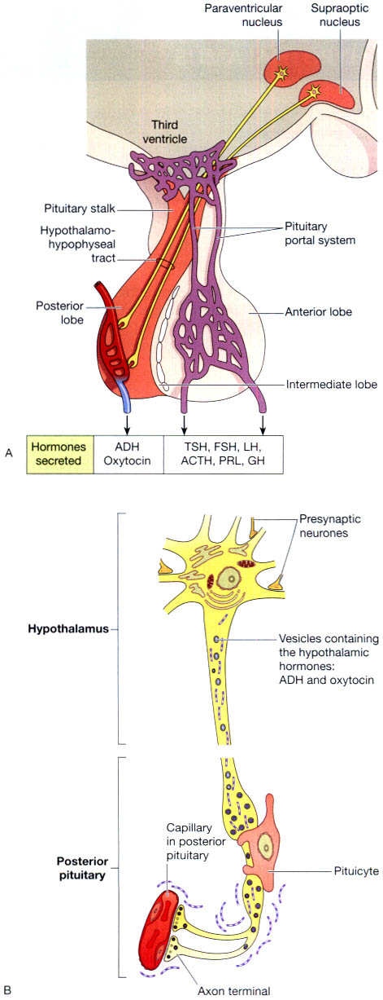 Paraventricular
nucleus
Supraoptic
nucleus
Third
ventricle
Pituitary stalk
Hypothalamo-
hypophyseal
tract
Pituitary
portal system
Posterior
lobe
Anterior lobe
Intermediate lobe
A
Hormones
secreted
ADH
Oxytocin
TSH, FSH, LH,
ACTH, PRL, GH
Presynaptic
neurones
Hypothalamus
Vesicles containing
the hypothalamic
hormones:
ADH and oxytocin
Capillary
in posterior
pituitary
Posterior
pituitary
Pituicyte
Axon terminal
B